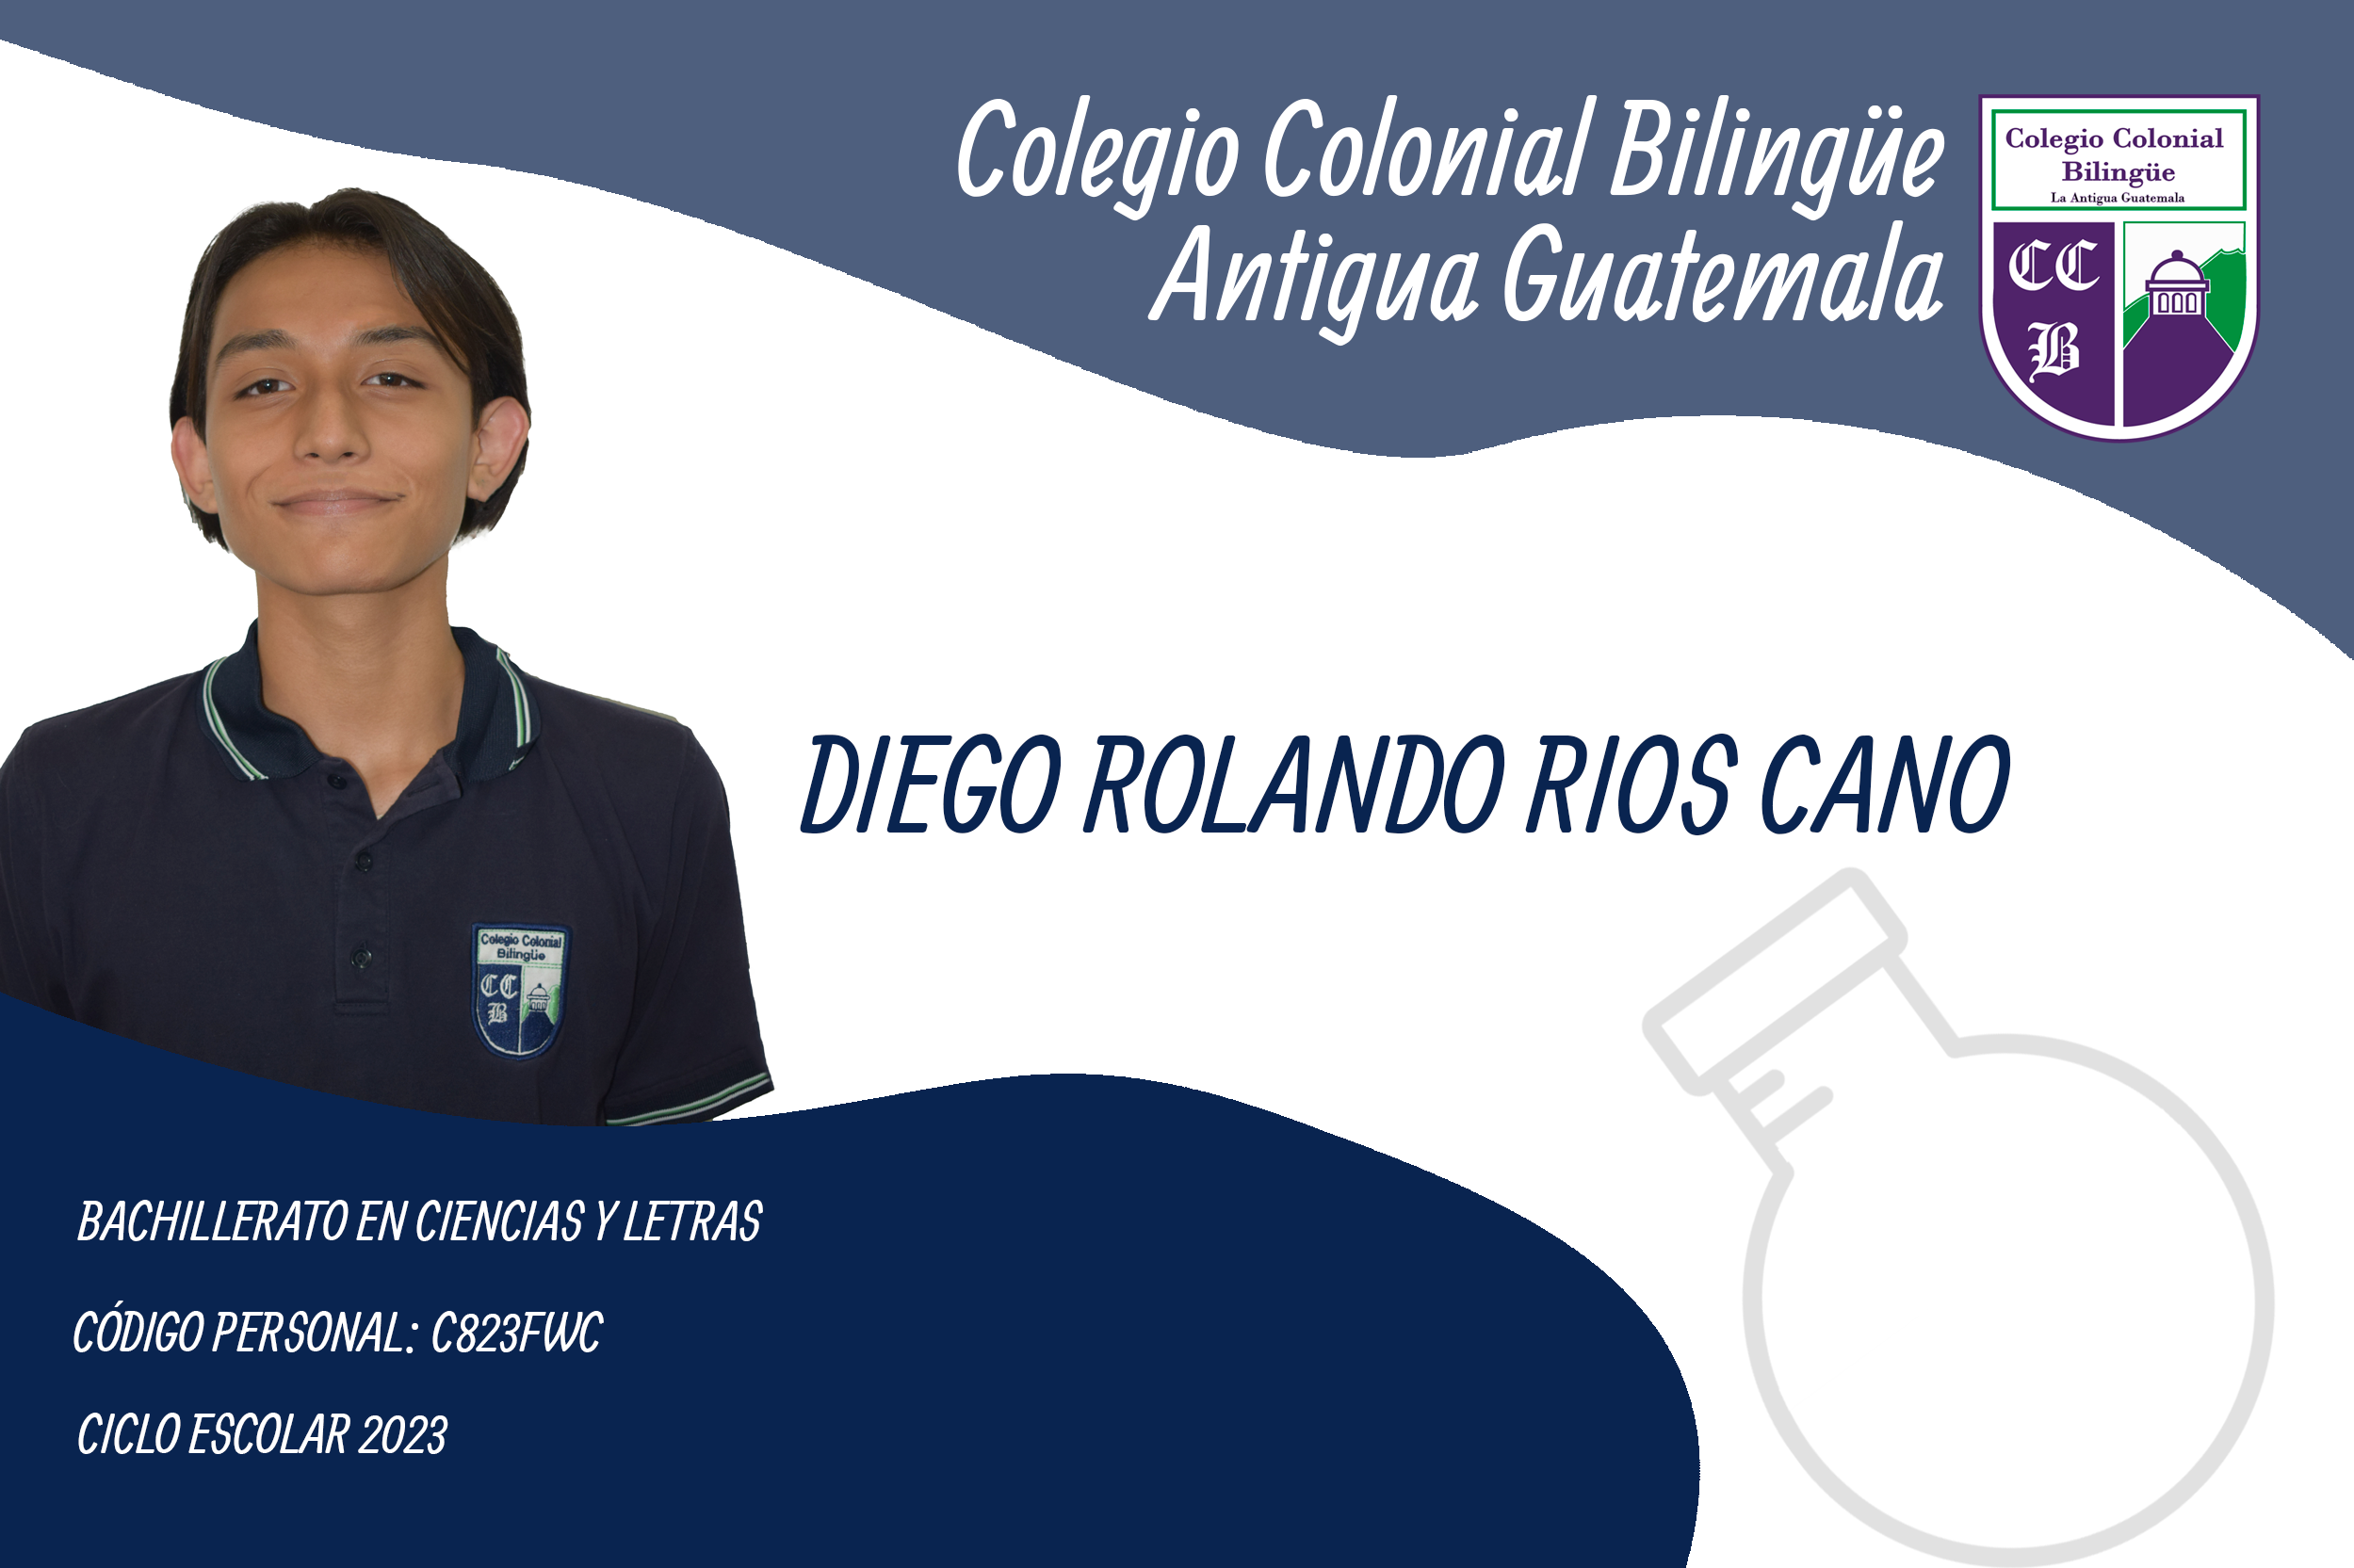 Colegio Colonial Bilingüe
Antigua Guatemala
Colegio Colonial
Bilingüe
La Antigua Guatemala
CC
B
DIEGO ROLANDO RIOS CANO
Colegio Colonial
Bilingüe
CC
B
BACHILLERATO EN CIENCIAS Y LETRAS
CÓDIGO PERSONAL: C823FWC
CICLO ESCOLAR 2023